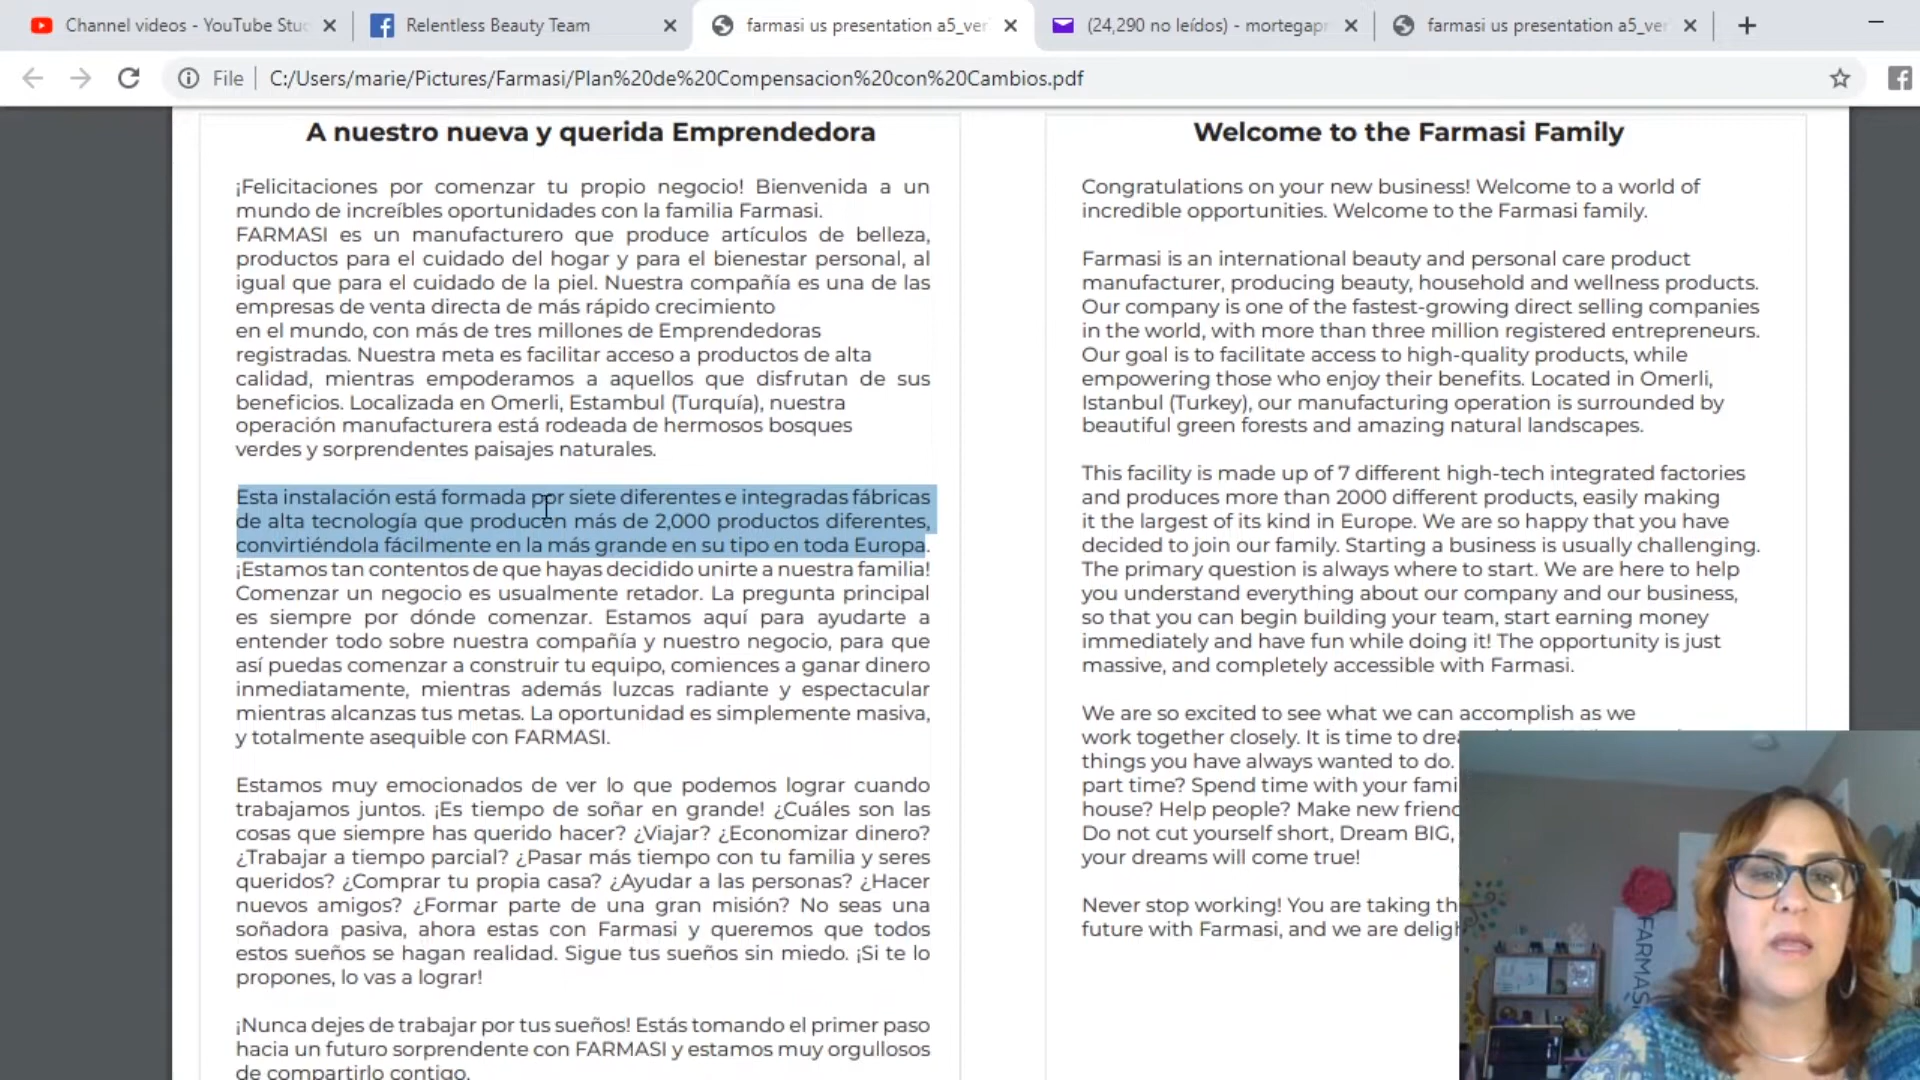 Channel videos - YouTube Stu
Relentless Beauty Team
farmasi us presentation a5_ver
(24,290 no leídos) - mortegapr
farmasi us presentation a5_ver
File
C:/Users/marie/Pictures/Farmasi/Plan%20de%20Compensacion%20con%20Cambios.pdf
A nuestro nueva y querida Emprendedora
¡Felicitaciones por comenzar tu propio negocio! Bienvenida a un
mundo de increíbles oportunidades con la familia Farmasi.
FARMASI es un manufacturero que produce artículos de belleza,
productos para el cuidado del hogar y para el bienestar personal, al
igual que para el cuidado de la piel. Nuestra compañía es una de las
empresas de venta directa de más rápido crecimiento
en el mundo, con más de tres millones de Emprendedoras
registradas. Nuestra meta es facilitar acceso a productos de alta
calidad, mientras empoderamos a aquellos que disfrutan de sus
beneficios. Localizada en Omerli, Estambul (Turquía), nuestra
operación manufacturera está rodeada de hermosos bosques
verdes y sorprendentes paisajes naturales.
Esta instalación está formada por siete diferentes e integradas fábricas
de alta tecnología que producen más de 2,000 productos diferentes,
convirtiéndola fácilmente en la más grande en su tipo en toda Europa.
¡Estamos tan contentos de que hayas decidido unirte a nuestra familia!
Comenzar un negocio es usualmente retador. La pregunta principal
es siempre por dónde comenzar. Estamos aquí para ayudarte a
entender todo sobre nuestra compañía y nuestro negocio, para que
así puedas comenzar a construir tu equipo, comiences a ganar dinero
inmediatamente, mientras además luzcas radiante y espectacular
mientras alcanzas tus metas. La oportunidad es simplemente masiva,
y totalmente asequible con FARMASI.
Estamos muy emocionados de ver lo que podemos lograr cuando
trabajamos juntos. ¡Es tiempo de soñar en grande! ¿Cuáles son las
cosas que siempre has querido hacer? ¿Viajar? ¿Economizar dinero?
¿Trabajar a tiempo parcial? ¿Pasar más tiempo con tu familia y seres
queridos? ¿Comprar tu propia casa? ¿Ayudar a las personas? ¿Hacer
nuevos amigos? ¿Formar parte de una gran misión? No seas una
soñadora pasiva, ahora estas con Farmasi y queremos que todos
estos sueños se hagan realidad. Sigue tus sueños sin miedo. ¡Si te lo
propones, lo vas a lograr!
¡Nunca dejes de trabajar por tus sueños! Estás tomando el primer paso
hacia un futuro sorprendente con FARMASI y estamos muy orgullosos
de compartirlo contigo.
Welcome to the Farmasi Family
Congratulations on your new business! Welcome to a world of
incredible opportunities. Welcome to the Farmasi family.
Farmasi is an international beauty and personal care product
manufacturer, producing beauty, household and wellness products.
Our company is one of the fastest-growing direct selling companies
in the world, with more than three million registered entrepreneurs.
Our goal is to facilitate access to high-quality products, while
empowering those who enjoy their benefits. Located in Omerli,
Istanbul (Turkey), our manufacturing operation is surrounded by
beautiful green forests and amazing natural landscapes.
This facility is made up of 7 different high-tech integrated factories
and produces more than 2000 different products, easily making
it the largest of its kind in Europe. We are so happy that you have
decided to join our family. Starting a business is usually challenging.
The primary question is always where to start. We are here to help
you understand everything about our company and our business,
so that you can begin building your team, start earning money
immediately and have fun while doing it! The opportunity is just
massive, and completely accessible with Farmasi.
We are so excited to see what we can accomplish as we
work together closely. It is time to drea
things you have always wanted to do.
part time? Spend time with your fami
house? Help people? Make new frienc
Do not cut yourself short, Dream BIG,
your dreams will come true!
Never stop working! You are taking th
future with Farmasi, and we are deligh
FARMASI